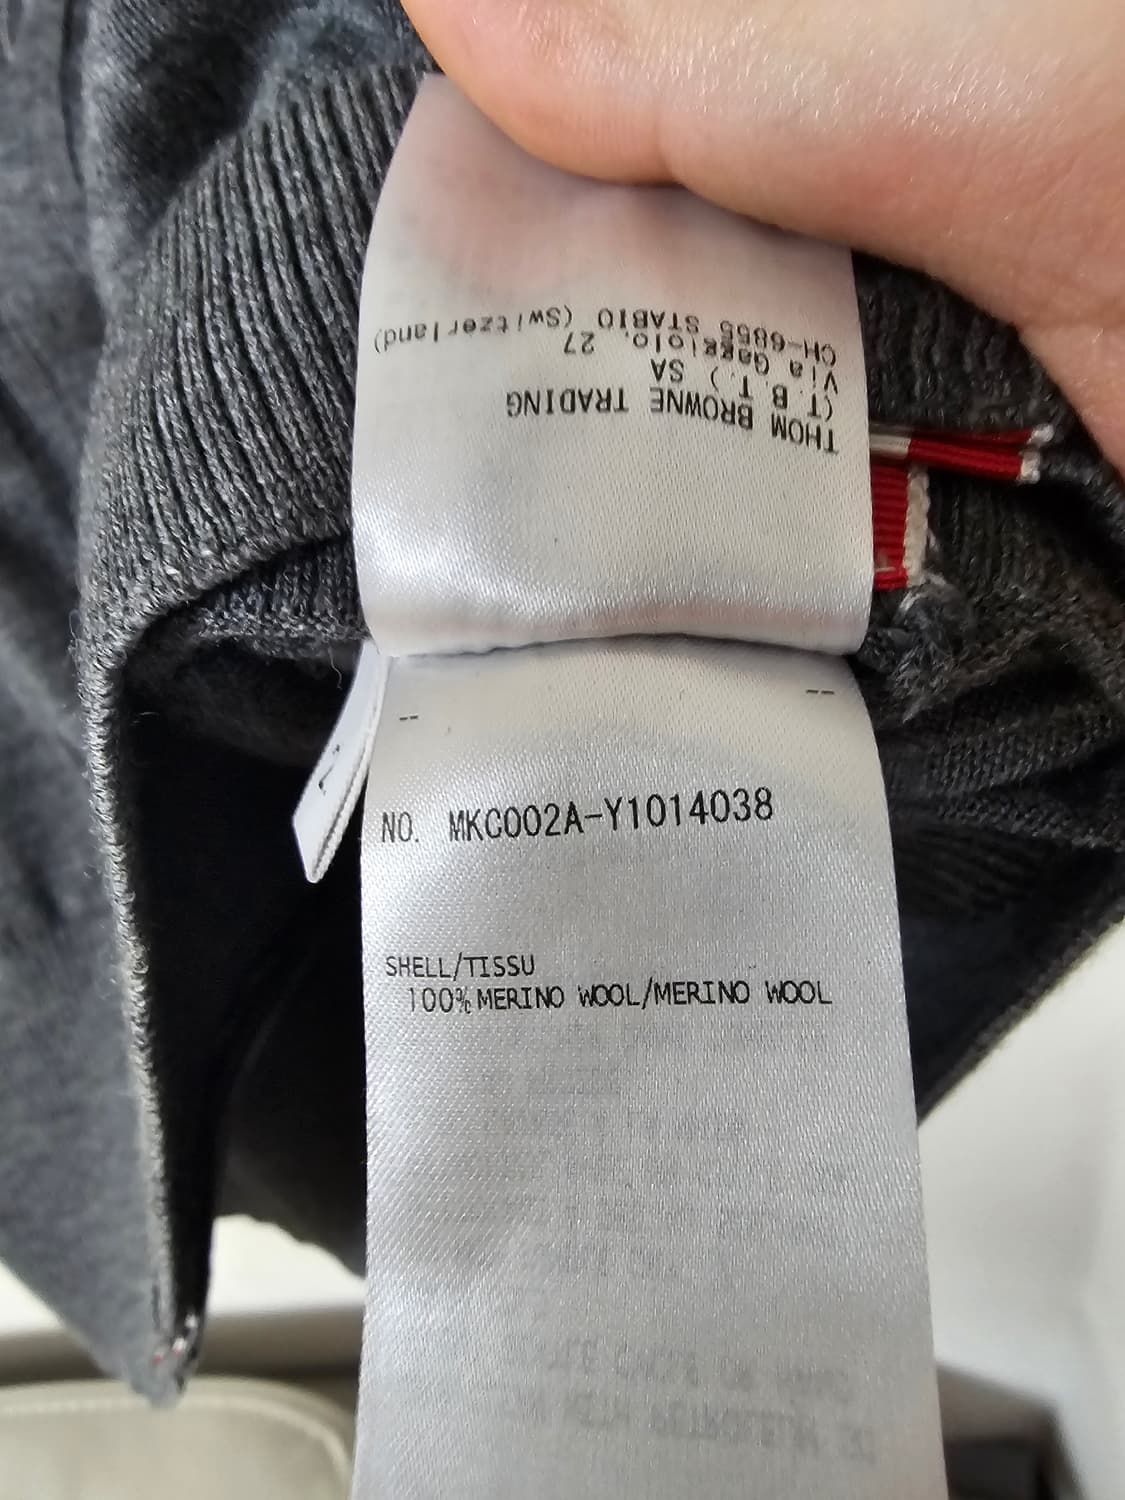 THOM BROWNE TRADING
(T.B.T.) SA
Via Gaggiolo, 27
CH-6855 STABIO (Switzerland)
--
--
NO. MKC002A-Y1014038
SHELL/TISSU
100% MERINO WOOL/MERINO WOOL